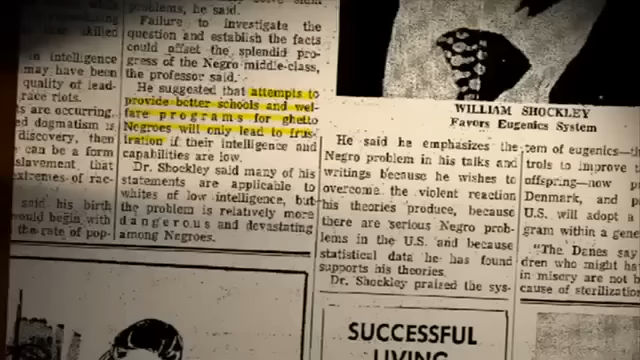 problems, he said.
Failure to investigate the
question and establish the facts
could offset the splendid pro-
gress of the Negro middle-class,
the professor said.
He suggested that attempts to
provide better schools and wel-
fare programs for ghetto
Negroes will only lead to frus-
tration if their intelligence and
capabilities are low.
Dr. Shockley said many of his
statements are applicable to
whites of low intelligence, but
the problem is relatively more
dangerous and devastating
among Negroes.
skilled
in intelligence
may have been
quality of lead-
race riots.
ts are occurring,
ed dogmatism is
discovery, then
can be a form
slavement that
extremes of rac-
said his birth
would begin with
the rate of pop-
WILLIAM SHOCKLEY
Favors Eugenics System
He said he emphasizes the
Negro problem in his talks and
writings because he wishes to
overcome the violent reaction
his theories produce, because
there are serious Negro prob-
lems in the U.S. and because
statistical data he has found
supports his theories.
Dr. Shockley praised the sys-
tem of eugenics—th
trols to improve t
offspring—now p
Denmark, and p
U.S. will adopt a
gram within a gene
"The Danes say
dren who might ha
in misery are not b
cause of sterilizatio
SUCCESSFUL
LIVING